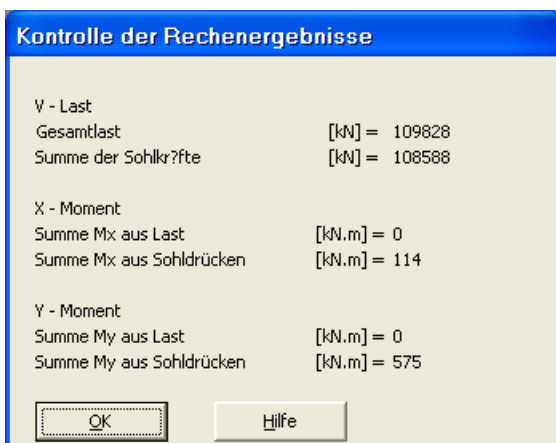 Kontrolle der Rechenergebnisse
V - Last
Gesamtlast [kN] = 109828
Summe der Sohlkr?fte [kN] = 108588
X - Moment
Summe Mx aus Last [kN.m] = 0
Summe Mx aus Sohldrücken [kN.m] = 114
Y - Moment
Summe My aus Last [kN.m] = 0
Summe My aus Sohldrücken [kN.m] = 575
OK Hilfe